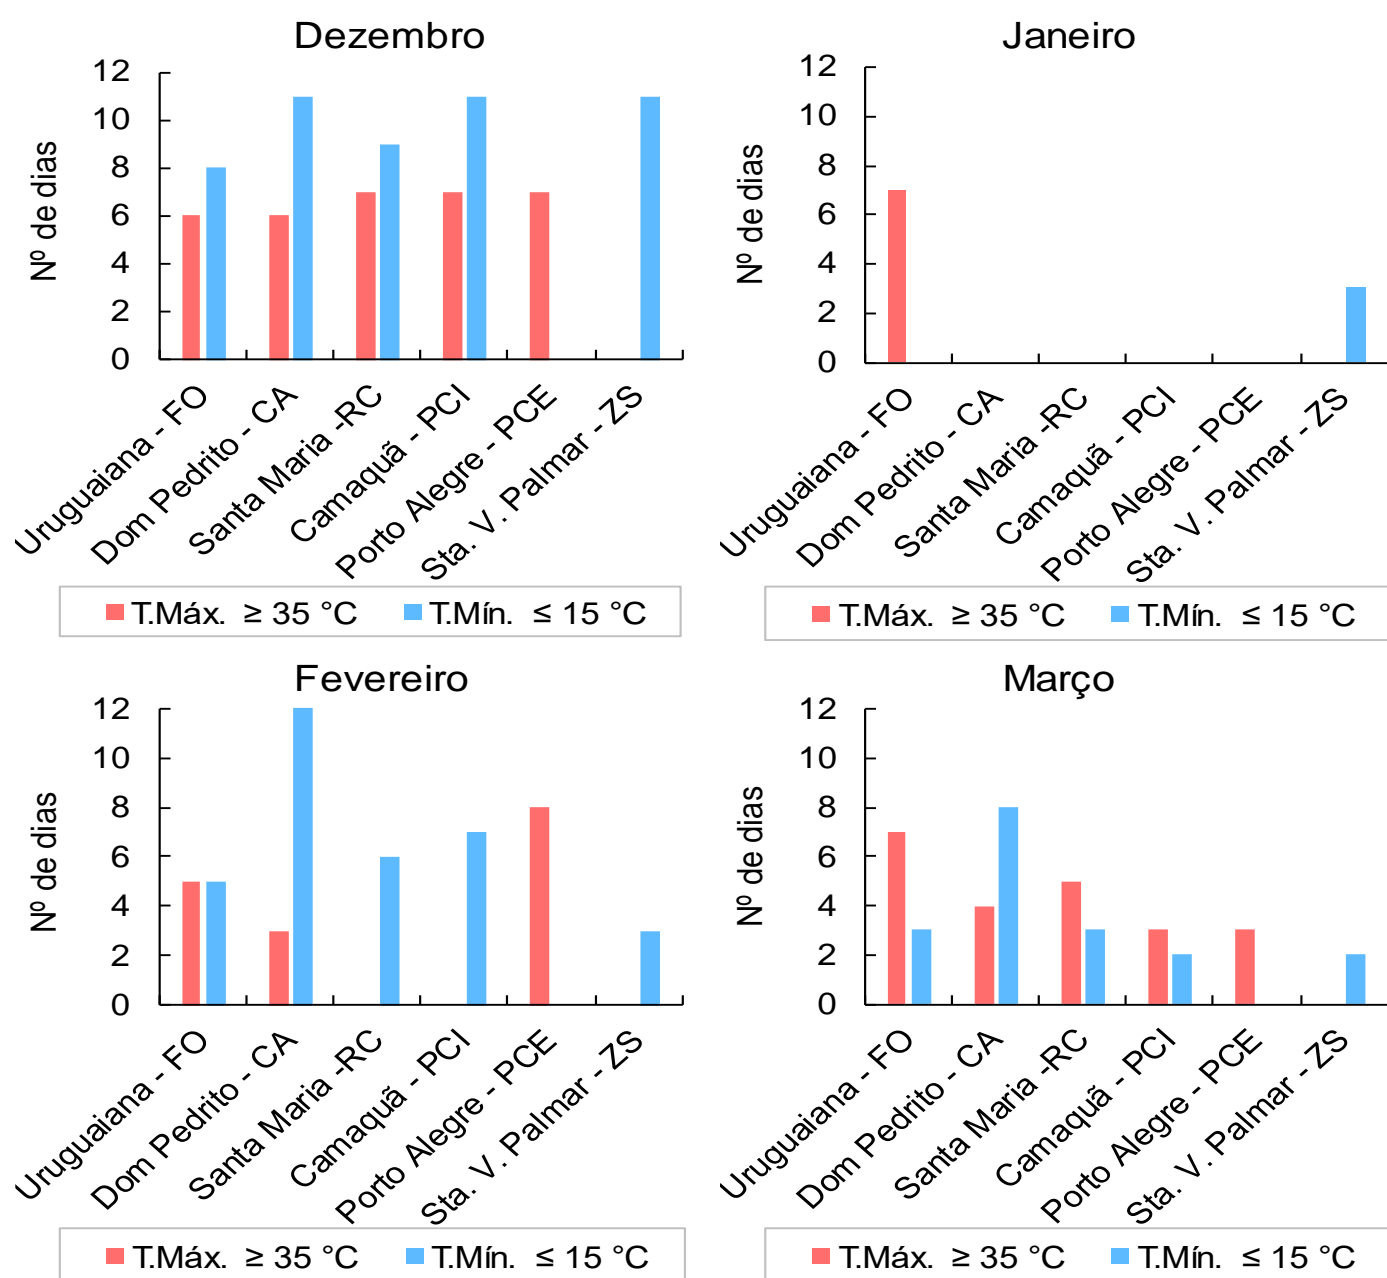 Dezembro
Nº de dias
12
10
8
6
4
2
0
Uruguaiana - FO
Dom Pedrito - CA
Santa Maria -RC
Camaquã - PCI
Porto Alegre - PCE
Sta. V. Palmar - ZS
T.Máx. ≥ 35 °C T.Mín. ≤ 15 °C
Janeiro
Nº de dias
12
10
8
6
4
2
0
Uruguaiana - FO
Dom Pedrito - CA
Santa Maria -RC
Camaquã - PCI
Porto Alegre - PCE
Sta. V. Palmar - ZS
T.Máx. ≥ 35 °C T.Mín. ≤ 15 °C
Fevereiro
Nº de dias
12
10
8
6
4
2
0
Uruguaiana - FO
Dom Pedrito - CA
Santa Maria -RC
Camaquã - PCI
Porto Alegre - PCE
Sta. V. Palmar - ZS
T.Máx. ≥ 35 °C T.Mín. ≤ 15 °C
Março
Nº de dias
12
10
8
6
4
2
0
Uruguaiana - FO
Dom Pedrito - CA
Santa Maria -RC
Camaquã - PCI
Porto Alegre - PCE
Sta. V. Palmar - ZS
T.Máx. ≥ 35 °C T.Mín. ≤ 15 °C